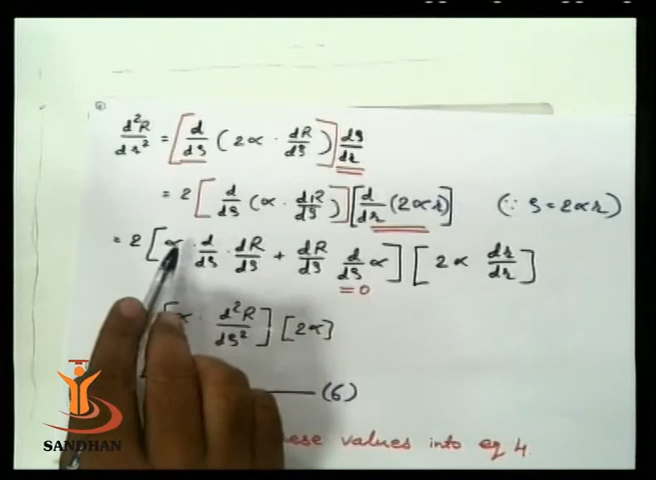 d²R/dr² = [d/dρ (2α · dR/dρ)] dρ/dr
= 2 [d/dρ (α · dR/dρ)] [d/dr (2αr)] (∵ ρ = 2αr)
= 2 [α · d/dρ · dR/dρ + dR/dρ d/dρ α] [2α dr/dr]
= 0
α · d²R/dρ²] [2α]
(6)
these values into eq 4.
SANDHAN